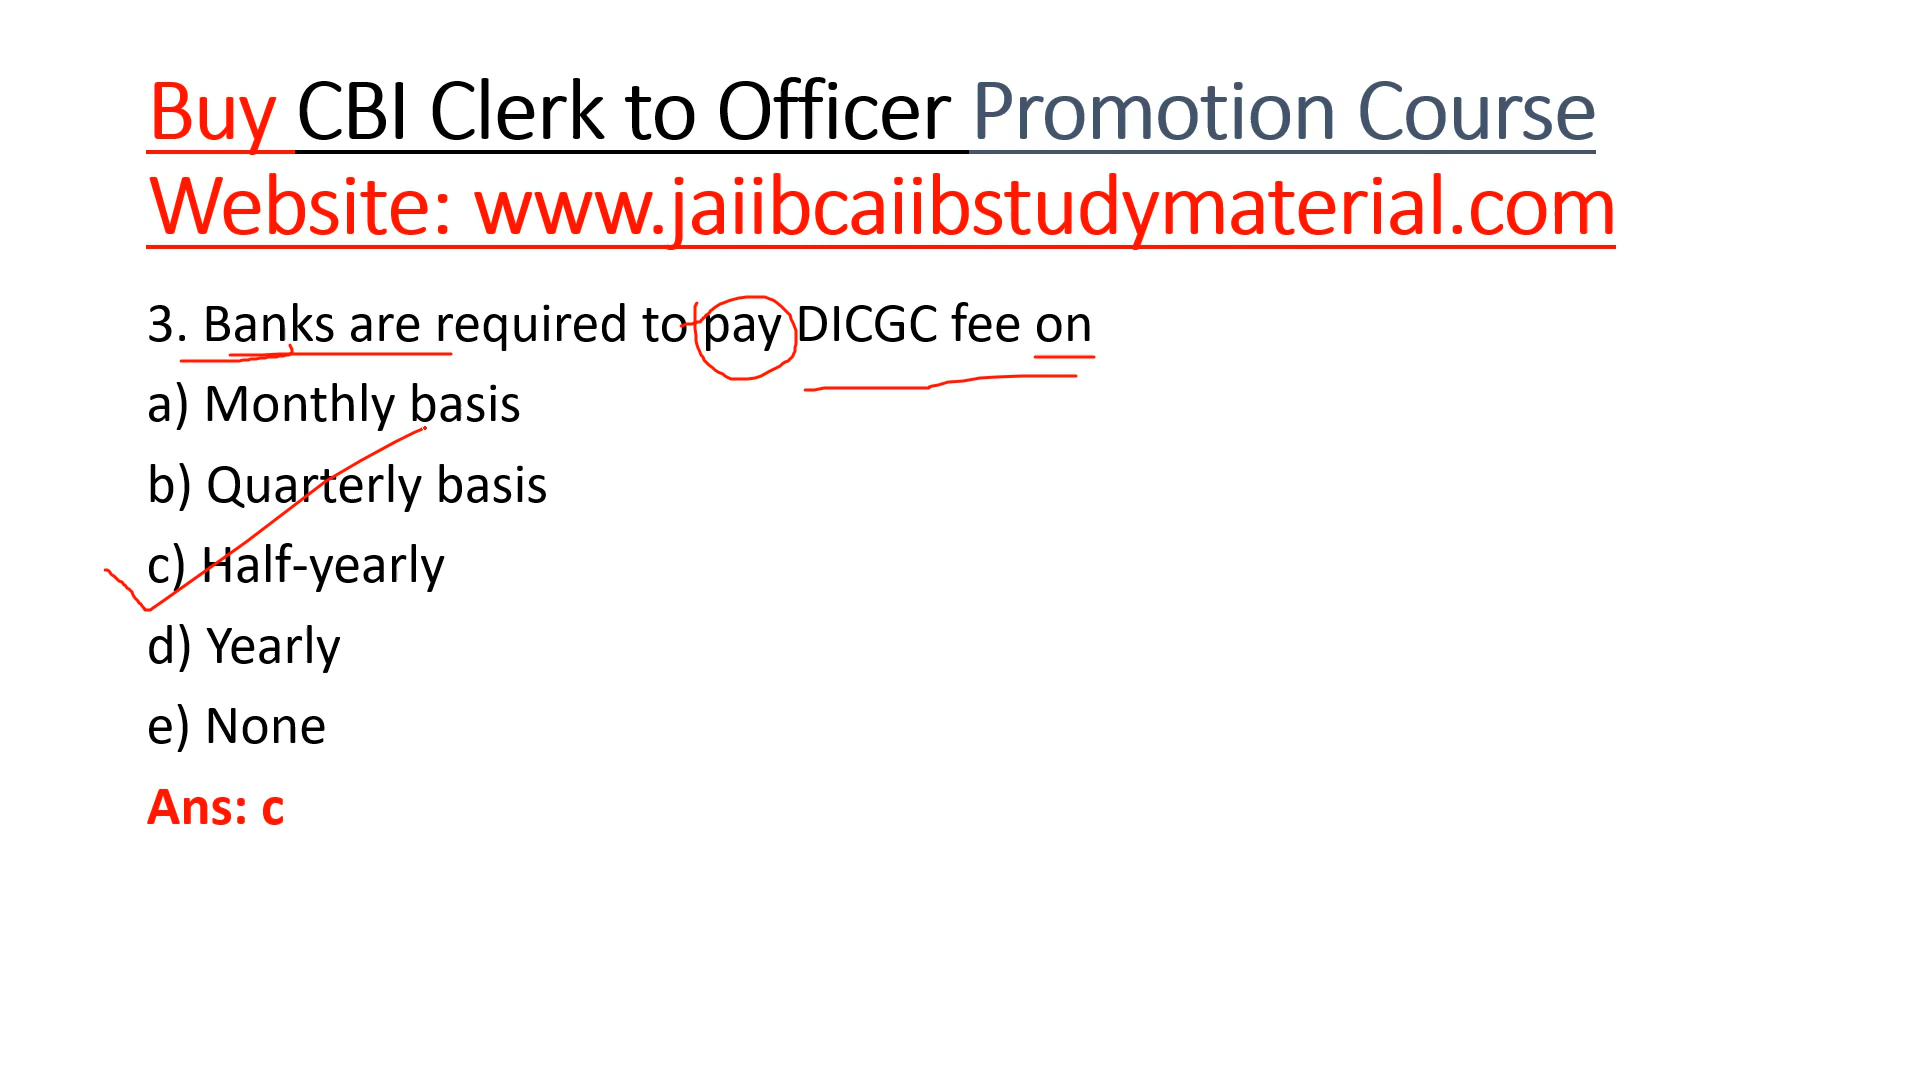 Buy CBI Clerk to Officer Promotion Course
Website: www.jaiibcaiibstudymaterial.com
3. Banks are required to pay DICGC fee on
a) Monthly basis
b) Quarterly basis
c) Half-yearly
d) Yearly
e) None
Ans: c